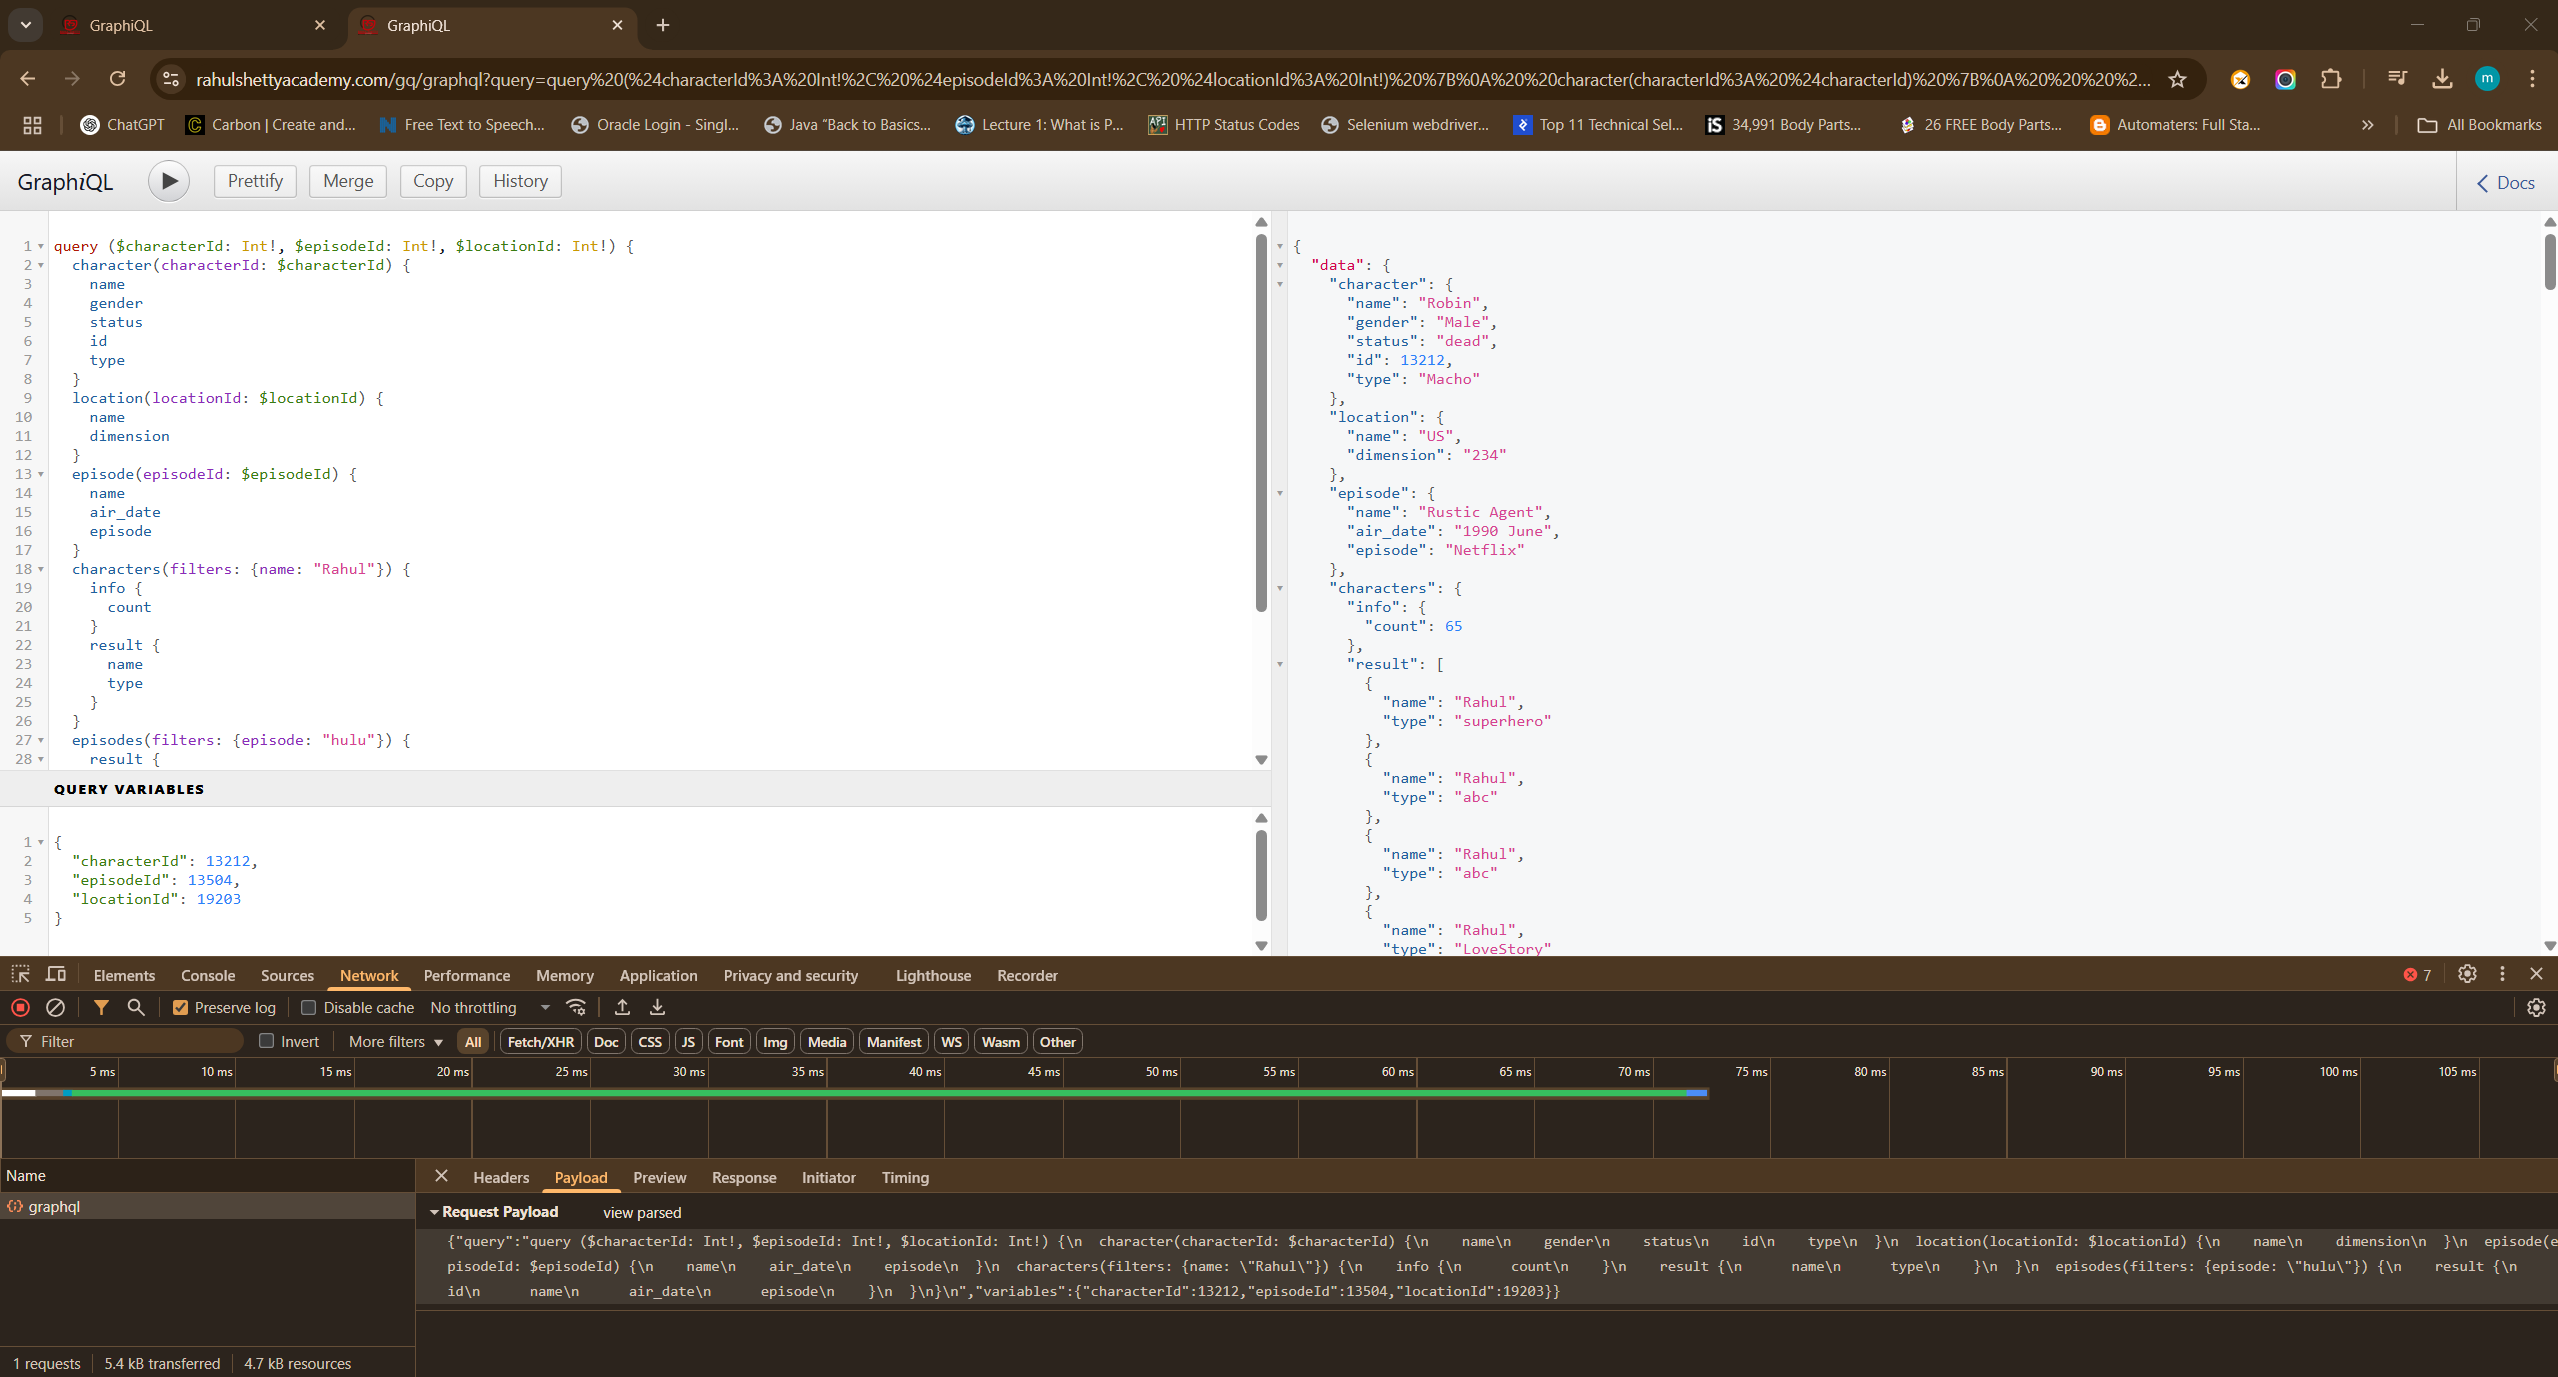 GraphiQL
GraphiQL
rahulshettyacademy.com/gq/graphql?query=query%20(%24characterId%3A%20Int!%2C%20%24episodeId%3A%20Int!%2C%20%24locationId%3A%20Int!)%20%7B%0A%20%20character(characterId%3A%20%24characterId)%20%7B%0A%20%20%20%2...
m
ChatGPT Carbon | Create and... Free Text to Speech... Oracle Login - Singl... Java "Back to Basics... Lecture 1: What is P... HTTP Status Codes Selenium webdriver... Top 11 Technical Sel... 34,991 Body Parts... 26 FREE Body Parts... Automaters: Full Sta... » All Bookmarks
GraphiQL Prettify Merge Copy History Docs
1 query ($characterId: Int!, $episodeId: Int!, $locationId: Int!) {
2 character(characterId: $characterId) {
3 name
4 gender
5 status
6 id
7 type
8 }
9 location(locationId: $locationId) {
10 name
11 dimension
12 }
13 episode(episodeId: $episodeId) {
14 name
15 air_date
16 episode
17 }
18 characters(filters: {name: "Rahul"}) {
19 info {
20 count
21 }
22 result {
23 name
24 type
25 }
26 }
27 episodes(filters: {episode: "hulu"}) {
28 result {
QUERY VARIABLES
1 {
2 "characterId": 13212,
3 "episodeId": 13504,
4 "locationId": 19203
5 }
{
"data": {
"character": {
"name": "Robin",
"gender": "Male",
"status": "dead",
"id": 13212,
"type": "Macho"
},
"location": {
"name": "US",
"dimension": "234"
},
"episode": {
"name": "Rustic Agent",
"air_date": "1990 June",
"episode": "Netflix"
},
"characters": {
"info": {
"count": 65
},
"result": [
{
"name": "Rahul",
"type": "superhero"
},
{
"name": "Rahul",
"type": "abc"
},
{
"name": "Rahul",
"type": "abc"
},
{
"name": "Rahul",
"type": "LoveStory"
Elements Console Sources Network Performance Memory Application Privacy and security Lighthouse Recorder 7
Preserve log Disable cache No throttling
Filter Invert More filters All Fetch/XHR Doc CSS JS Font Img Media Manifest WS Wasm Other
5 ms 10 ms 15 ms 20 ms 25 ms 30 ms 35 ms 40 ms 45 ms 50 ms 55 ms 60 ms 65 ms 70 ms 75 ms 80 ms 85 ms 90 ms 95 ms 100 ms 105 ms
Name
graphql
1 requests 5.4 kB transferred 4.7 kB resources
Headers Payload Preview Response Initiator Timing
Request Payload view parsed
{"query":"query ($characterId: Int!, $episodeId: Int!, $locationId: Int!) {\n character(characterId: $characterId) {\n name\n gender\n status\n id\n type\n }\n location(locationId: $locationId) {\n name\n dimension\n }\n episode(e
pisodeId: $episodeId) {\n name\n air_date\n episode\n }\n characters(filters: {name: \"Rahul\"}) {\n info {\n count\n }\n result {\n name\n type\n }\n }\n episodes(filters: {episode: \"hulu\"}) {\n result {\n
id\n name\n air_date\n episode\n }\n }\n}\n","variables":{"characterId":13212,"episodeId":13504,"locationId":19203}}